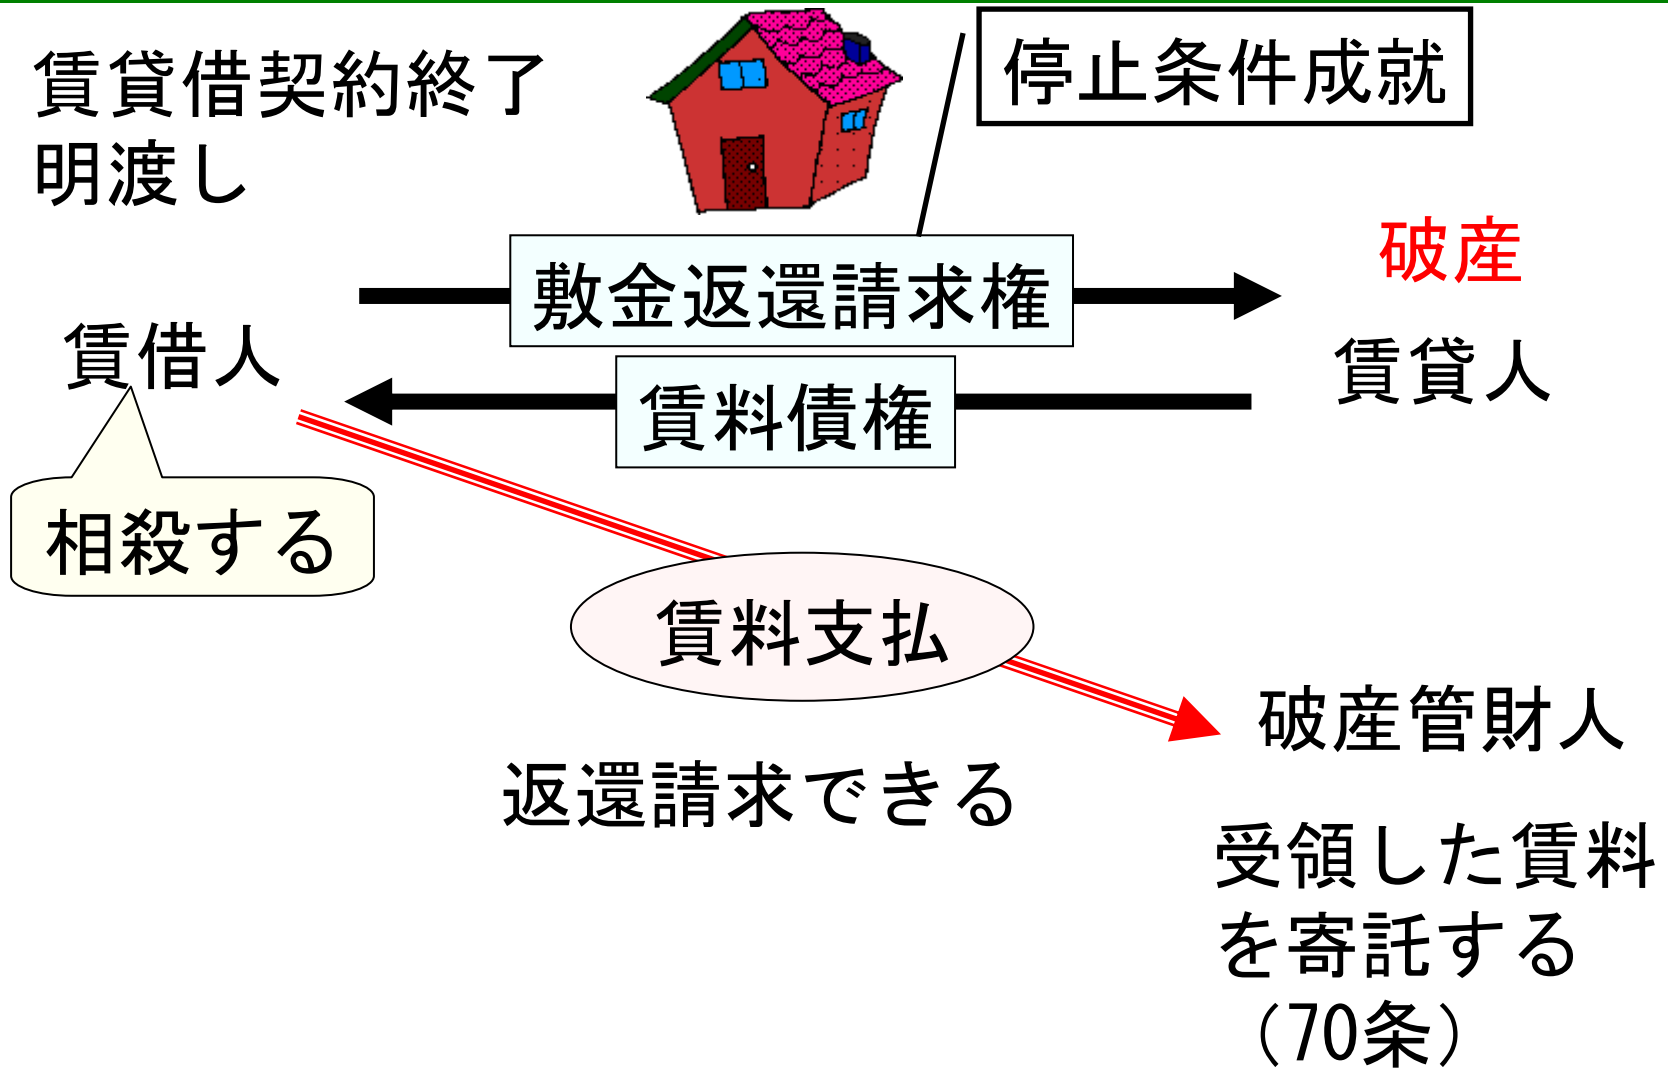 賃貸借契約終了
明渡し
停止条件成就
破産
敷金返還請求権
賃借人
賃貸人
賃料債権
相殺する
賃料支払
破産管財人
返還請求できる
受領した賃料
を寄託する
（70条）